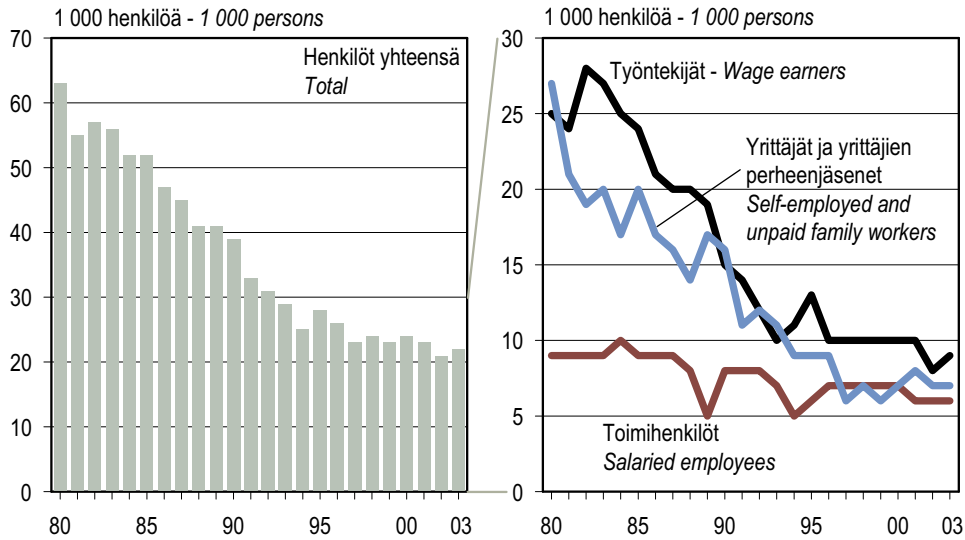 1 000 henkilöä - 1 000 persons
70
60
50
40
30
20
10
0
80 85 90 95 00 03
Henkilöt yhteensä
Total
1 000 henkilöä - 1 000 persons
30
25
20
15
10
5
0
80 85 90 95 00 03
Työntekijät - Wage earners
Yrittäjät ja yrittäjien
perheenjäsenet
Self-employed and
unpaid family workers
Toimihenkilöt
Salaried employees